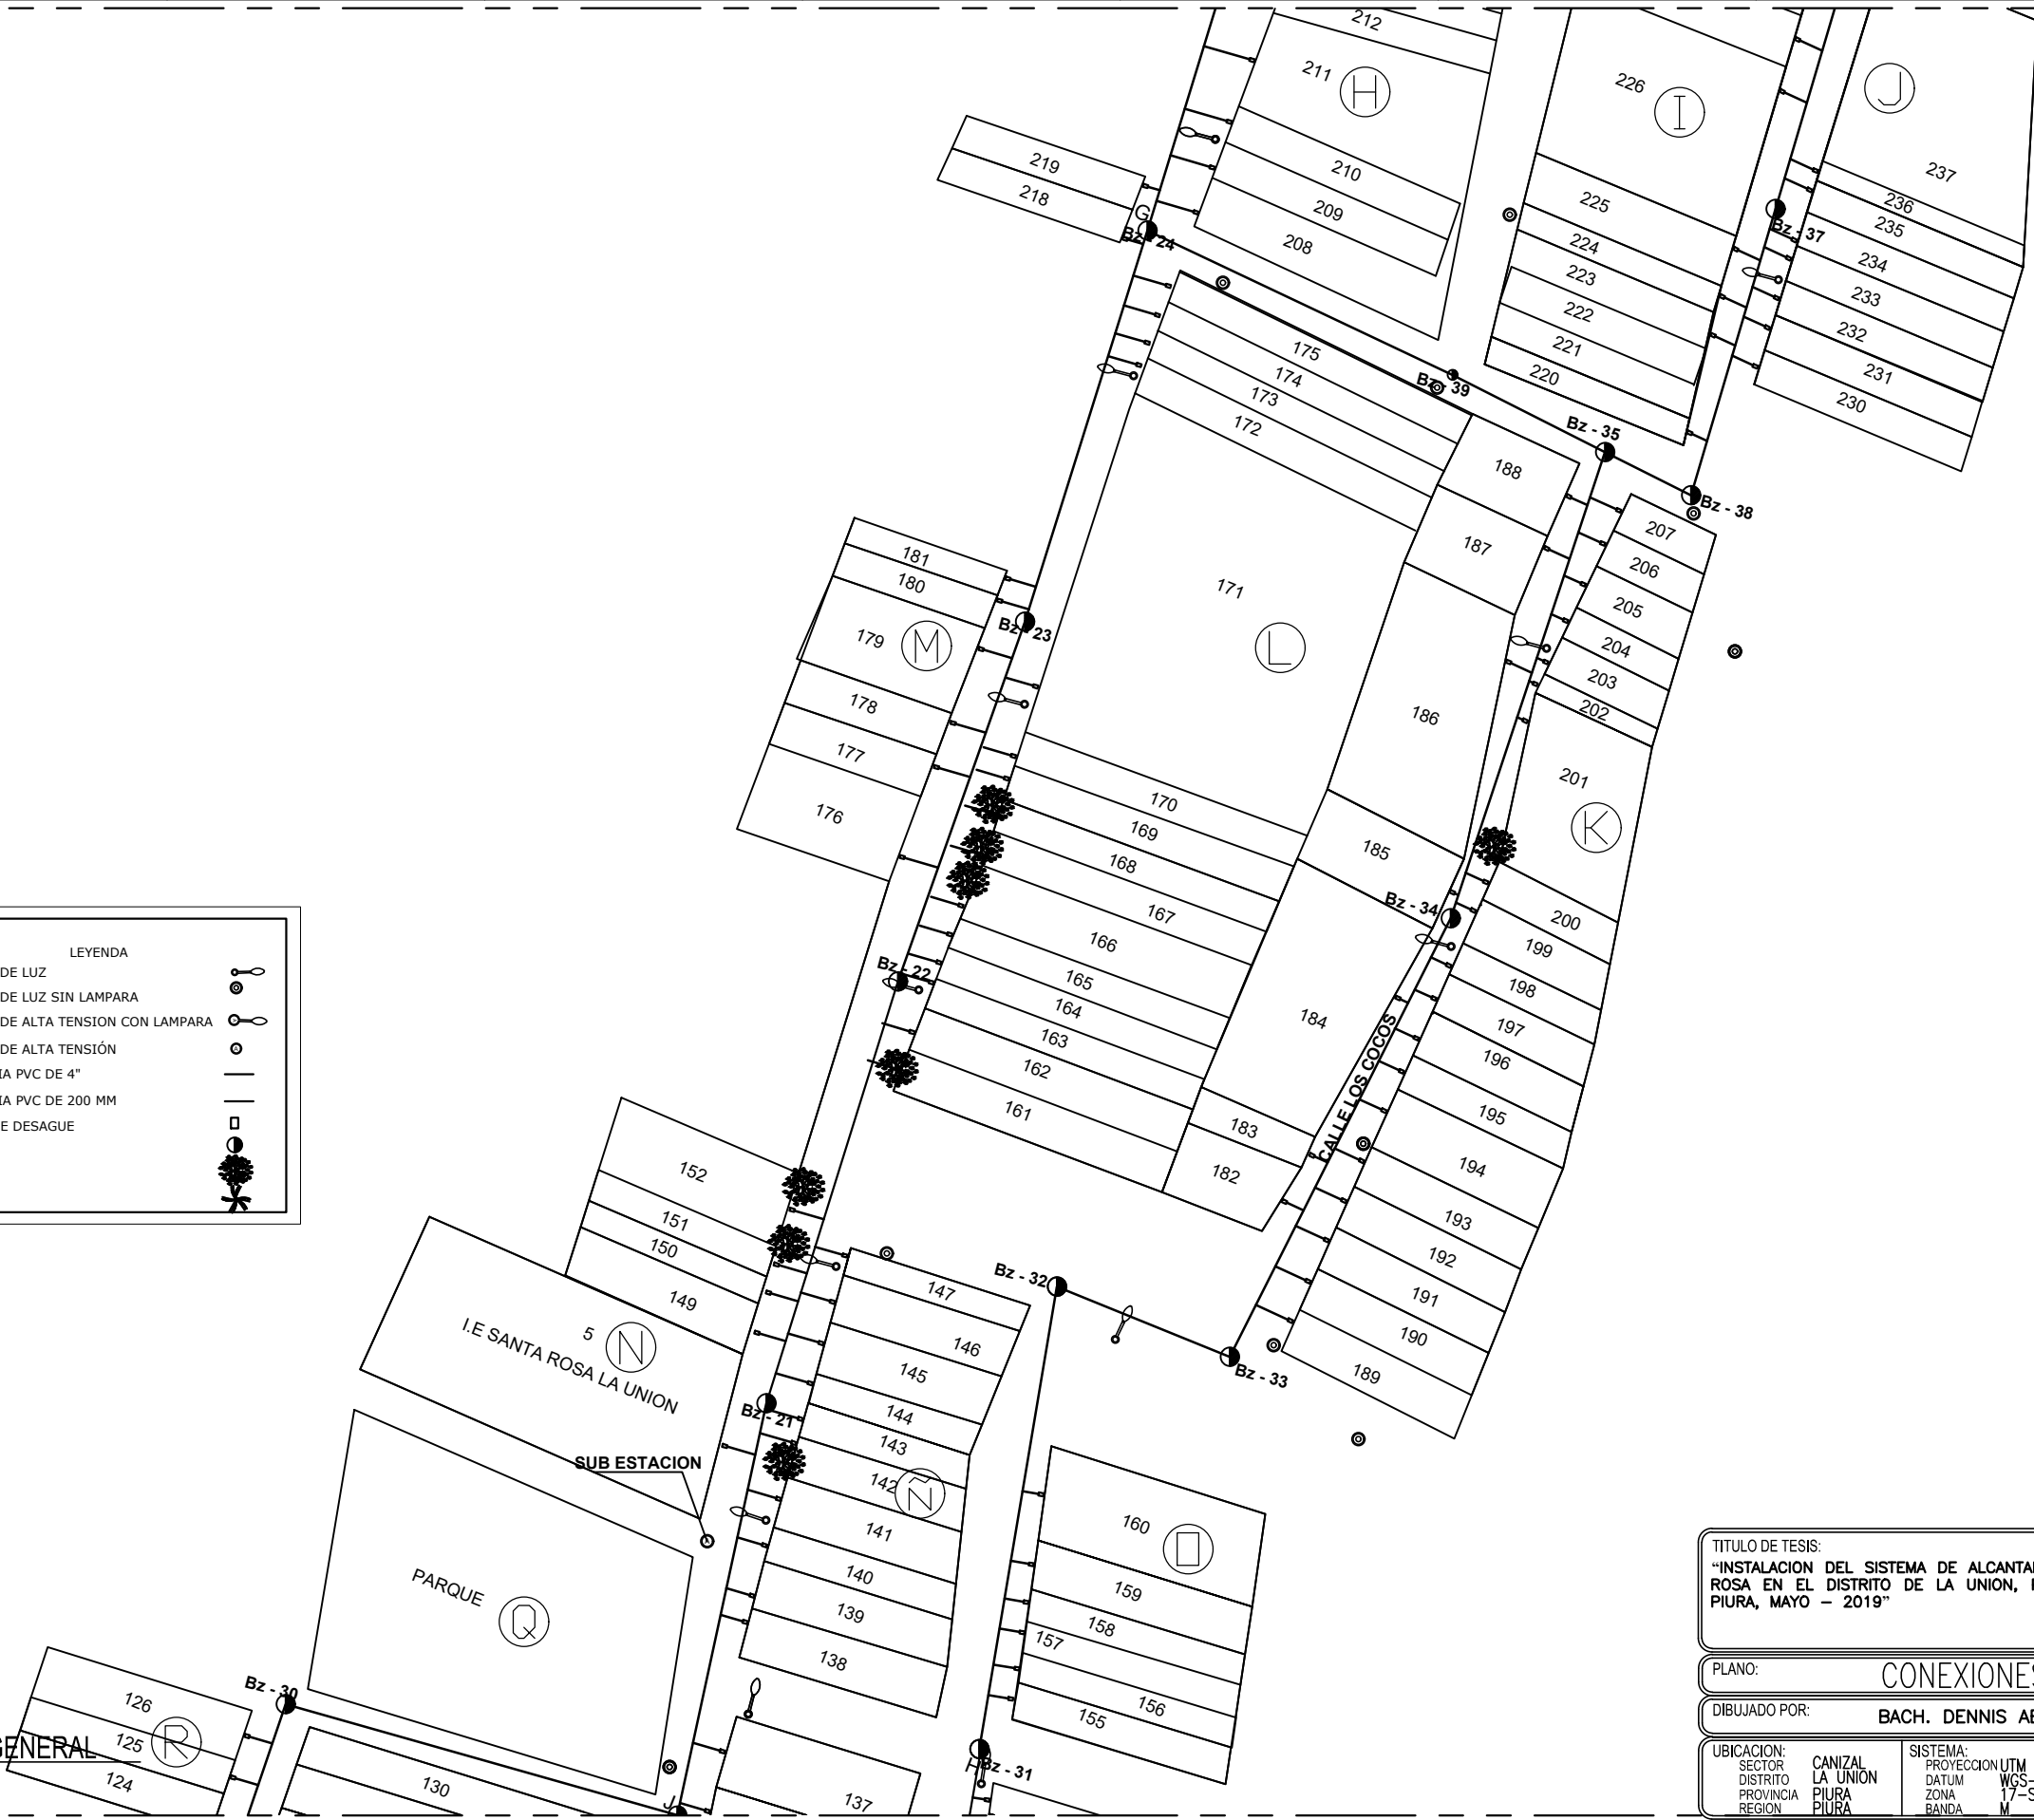 212
211
H
226
I
J
219
218
G
Bz - 24
210
209
208
225
224
223
222
221
220
237
236
235
Bz - 37
234
233
232
231
230
175
174
173
172
Bz - 39
Bz - 35
Bz - 38
188
187
207
206
205
204
203
202
201
K
181
180
179
M
178
177
176
Bz - 23
171
L
186
185
184
170
169
168
167
166
165
164
163
162
161
Bz - 34
Bz - 22
200
199
198
197
196
195
194
193
192
191
190
189
183
182
CALLE LOS COCOS
LEYENDA
DE LUZ
DE LUZ SIN LAMPARA
DE ALTA TENSION CON LAMPARA
DE ALTA TENSIÓN
IA PVC DE 4"
IA PVC DE 200 MM
E DESAGUE
152
151
150
149
5
N
I.E SANTA ROSA LA UNION
147
146
145
144
143
142
Ñ
141
140
139
138
Bz - 32
Bz - 33
Bz - 21
SUB ESTACION
160
O
159
158
157
156
155
PARQUE
Q
Bz - 30
126
125
124
R
GENERAL
130
J
137
H
Bz - 31
TITULO DE TESIS:
“INSTALACION DEL SISTEMA DE
ROSA EN EL DISTRITO DE LA UNION,
PIURA, MAYO – 2019”
PLANO:
CONEXIONES
DIBUJADO POR:
BACH. DENNIS
UBICACION:
SECTOR CANIZAL
DISTRITO LA UNION
PROVINCIA PIURA
REGION PIURA
SISTEMA:
PROYECCION UTM
DATUM WGS-
ZONA 17-S
BANDA M